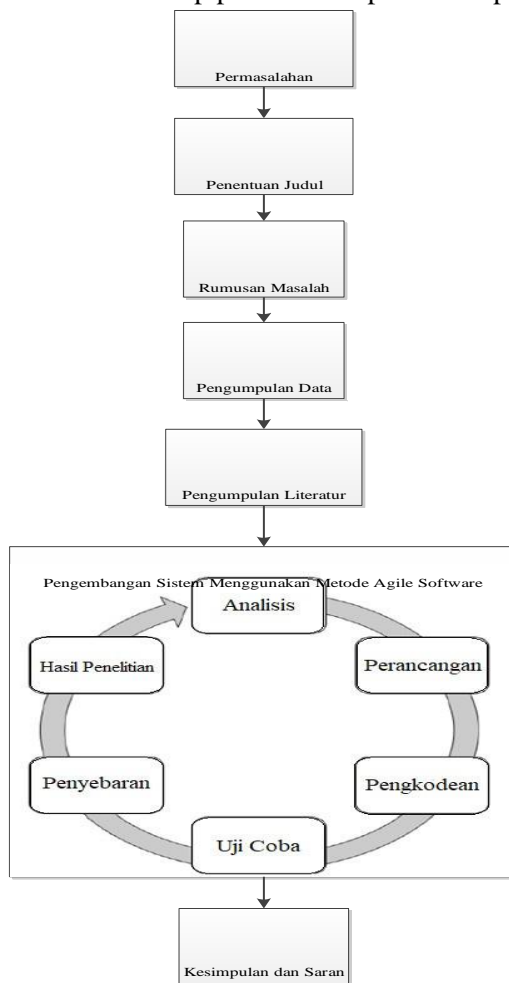 Permasalahan
Penentuan Judul
Rumusan Masalah
Pengumpulan Data
Pengumpulan Literatur
Pengembangan Sistem Menggunakan Metode Agile Software
Analisis
Perancangan
Pengkodean
Uji Coba
Penyebaran
Hasil Penelitian
Kesimpulan dan Saran